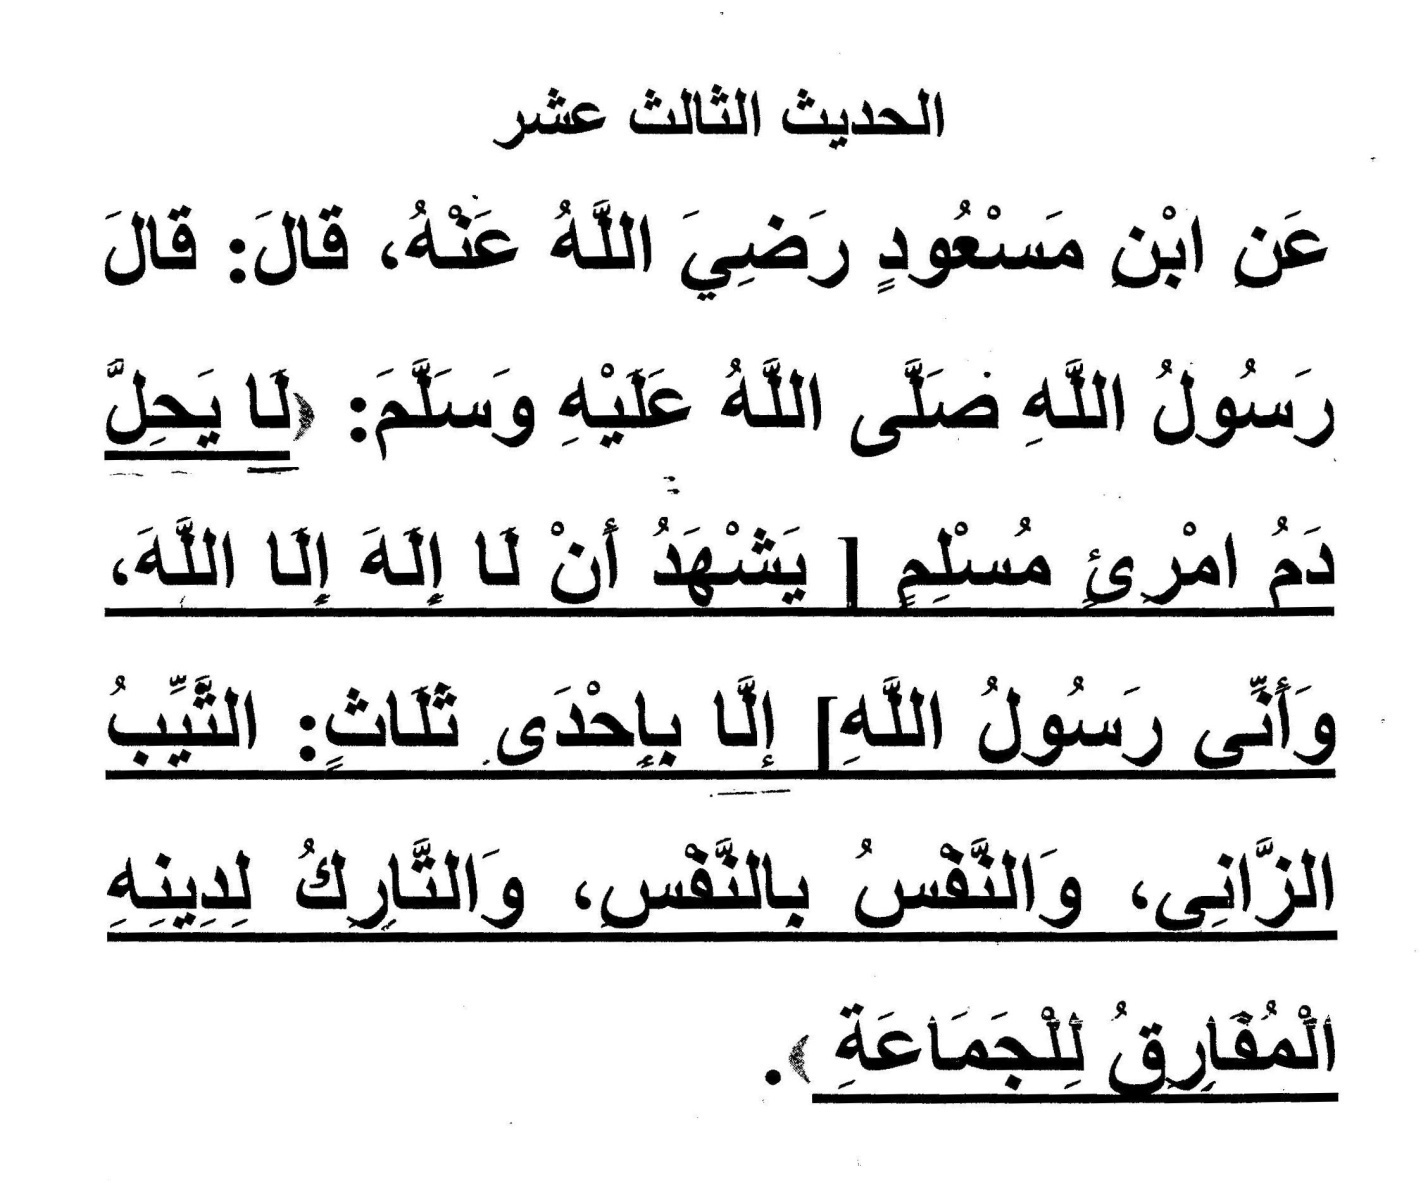 الحديث الثالث عشر
عَنِ ابْنِ مَسْعُودٍ رَضِيَ اللَّهُ عَنْهُ، قَالَ: قَالَ
رَسُولُ اللَّهِ صَلَّى اللَّهُ عَلَيْهِ وَسَلَّمَ: ﴿لَا يَحِلُّ
دَمُ امْرِئٍ مُسْلِمٍ [ يَشْهَدُ أَنْ لَا إِلَهَ إِلَّا اللَّهَ،
وَأَنِّى رَسُولُ اللَّهِ] إِلَّا بِإِحْدَى ثَلَاثٍ: الثَّيِّبُ
الزَّانِى، وَالنَّفْسُ بِالنَّفْسِ، وَالتَّارِكُ لِدِينِهِ
الْمُفَارِقُ لِلْجَمَاعَةِ ﴾.